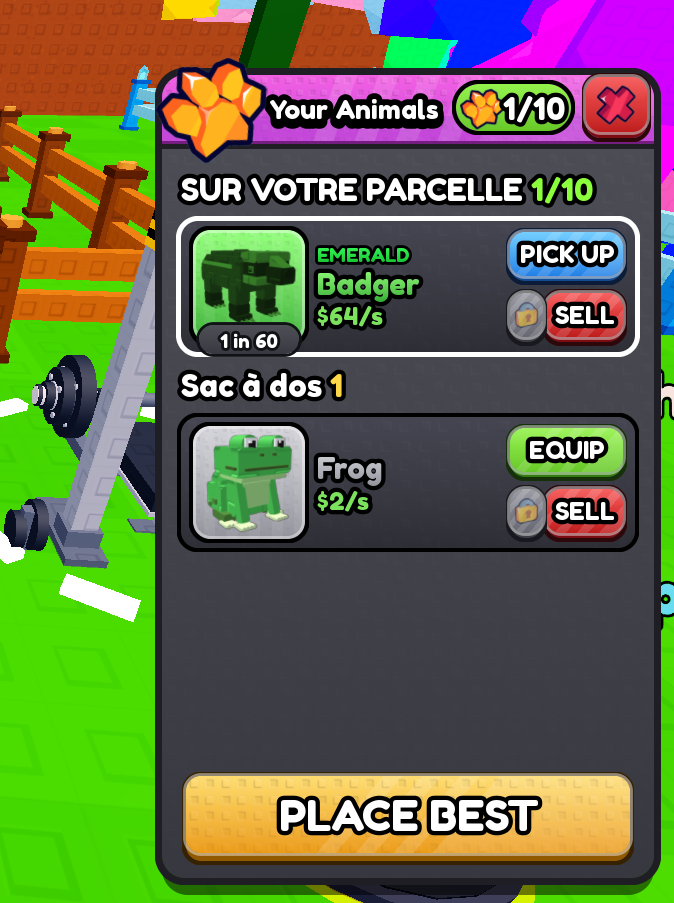 Your Animals
1/10
SUR VOTRE PARCELLE 1/10
EMERALD
Badger
$64/s
1 in 60
PICK UP
SELL
Sac à dos 1
Frog
$2/s
EQUIP
SELL
PLACE BEST